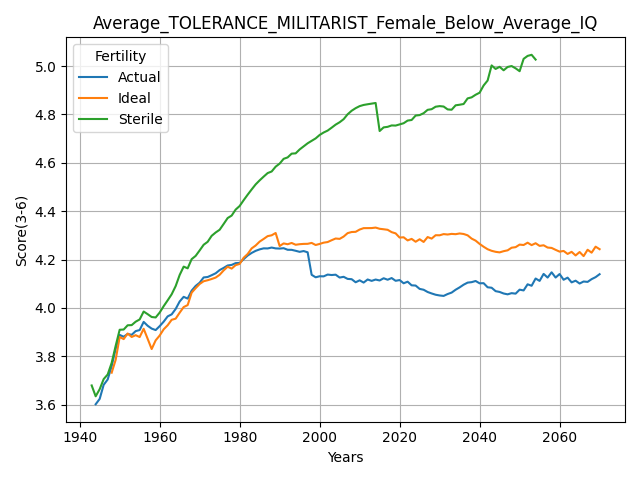 Average_TOLERANCE_MILITARIST_Female_Below_Average_IQ
Fertility
Actual
Ideal
Sterile
Score(3-6)
5.0
4.8
4.6
4.4
4.2
4.0
3.8
3.6
1940 1960 1980 2000 2020 2040 2060
Years